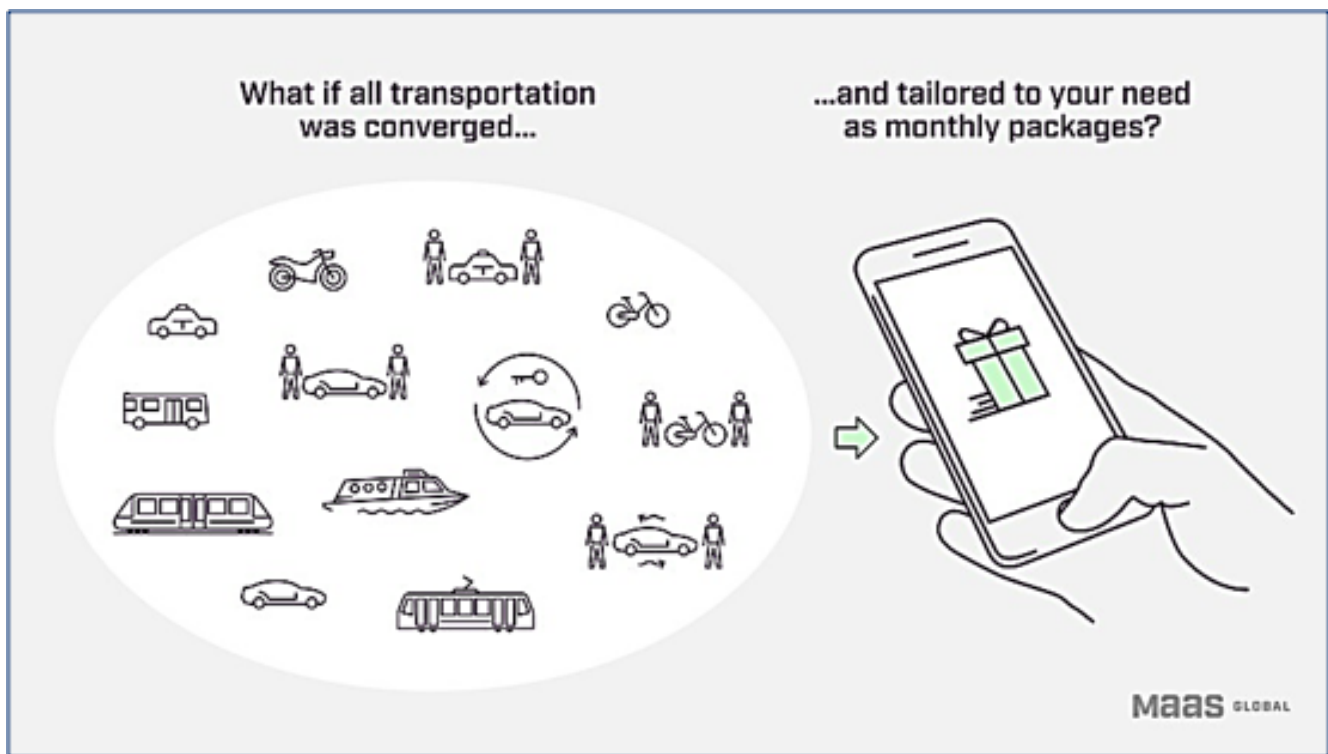 What if all transportation
was converged...
...and tailored to your need
as monthly packages?
T
T
MaaS GLOBAL